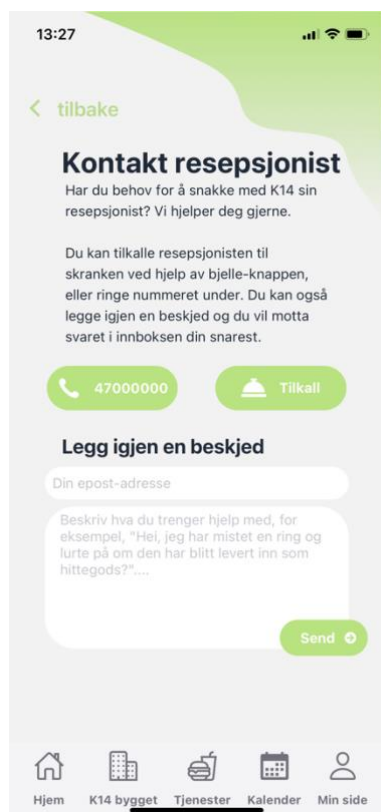 13:27
tilbake
Kontakt resepsjonist
Har du behov for å snakke med K14 sin
resepsjonist? Vi hjelper deg gjerne.
Du kan tilkalle resepsjonisten til
skranken ved hjelp av bjelle-knappen,
eller ringe nummeret under. Du kan også
legge igjen en beskjed og du vil motta
svaret i innboksen din snarest.
47000000
Tilkall
Legg igjen en beskjed
Din epost-adresse
Beskriv hva du trenger hjelp med, for
eksempel, "Hei, jeg har mistet en ring og
lurte på om den har blitt levert inn som
hittegods?"....
Send
Hjem K14 bygget Tjenester Kalender Min side